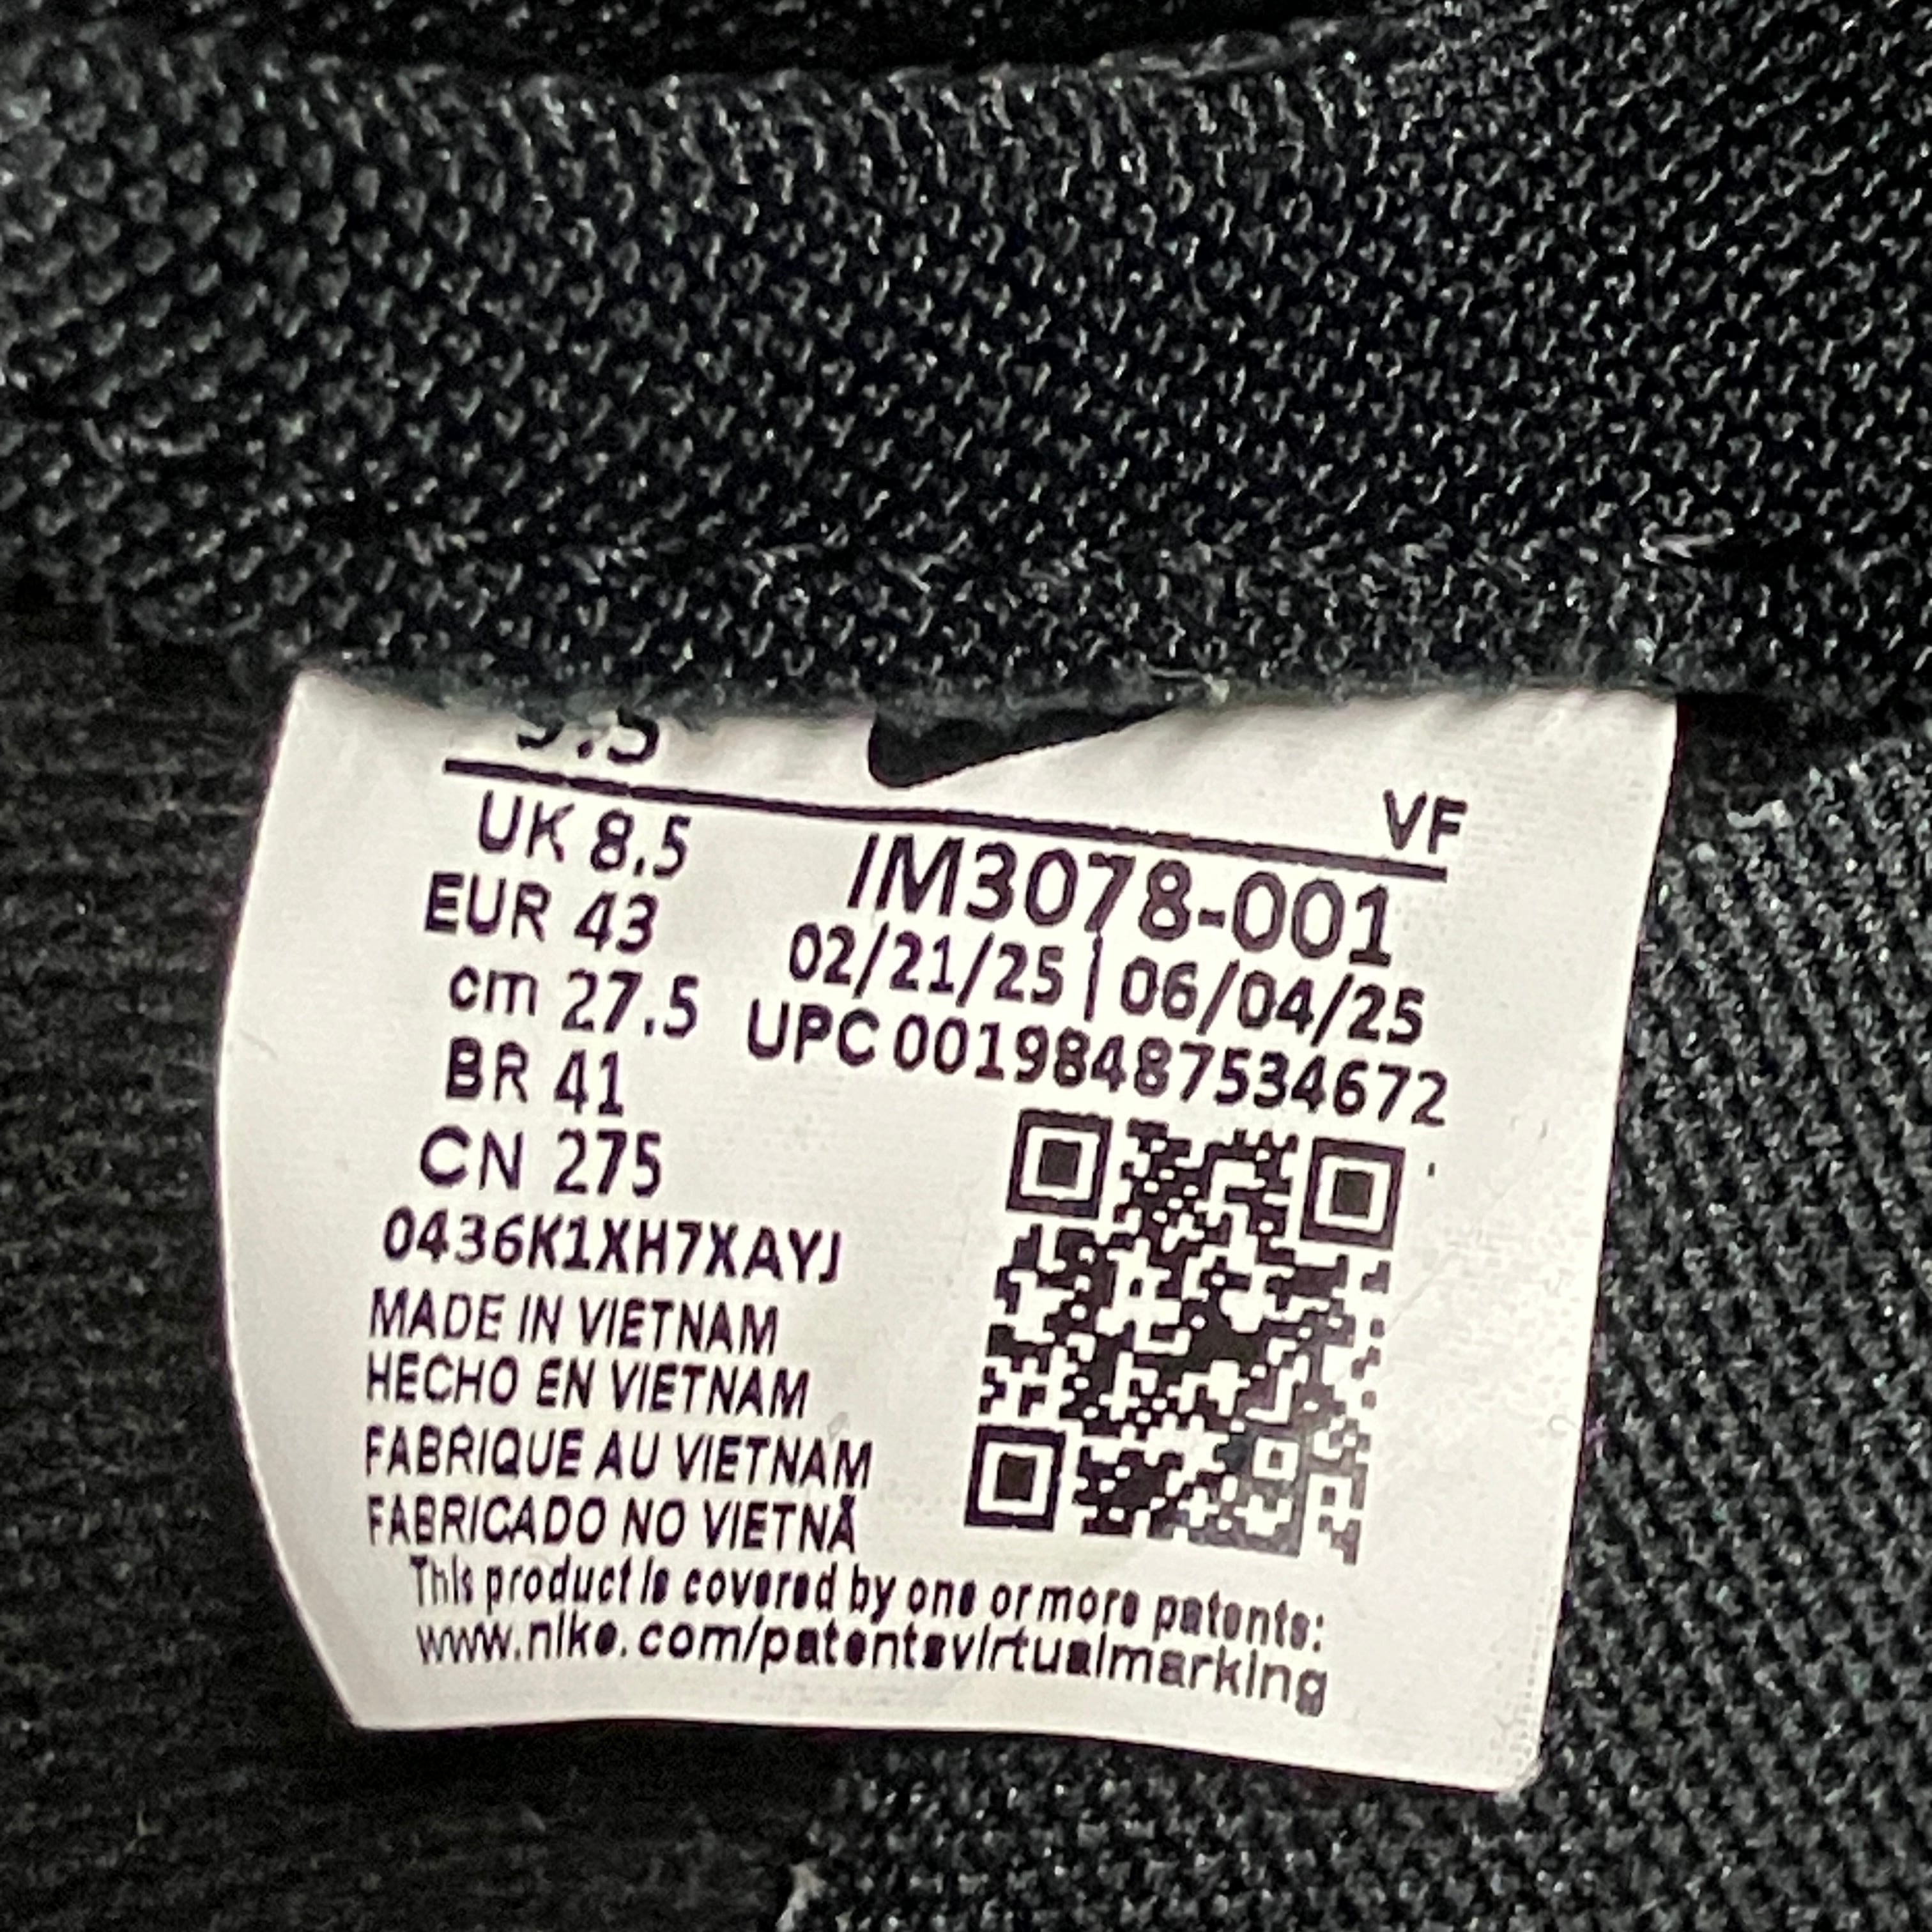 9.5
VF
UK 8.5
EUR 43
cm 27.5
BR 41
CN 275
IM3078-001
02/21/25 | 06/04/25
UPC 00198487534672
0436K1XH7XAYJ
MADE IN VIETNAM
HECHO EN VIETNAM
FABRIQUE AU VIETNAM
FABRICADO NO VIETNÃ
This product is covered by one or more patents:
www.nike.com/patentsvirtualmarking